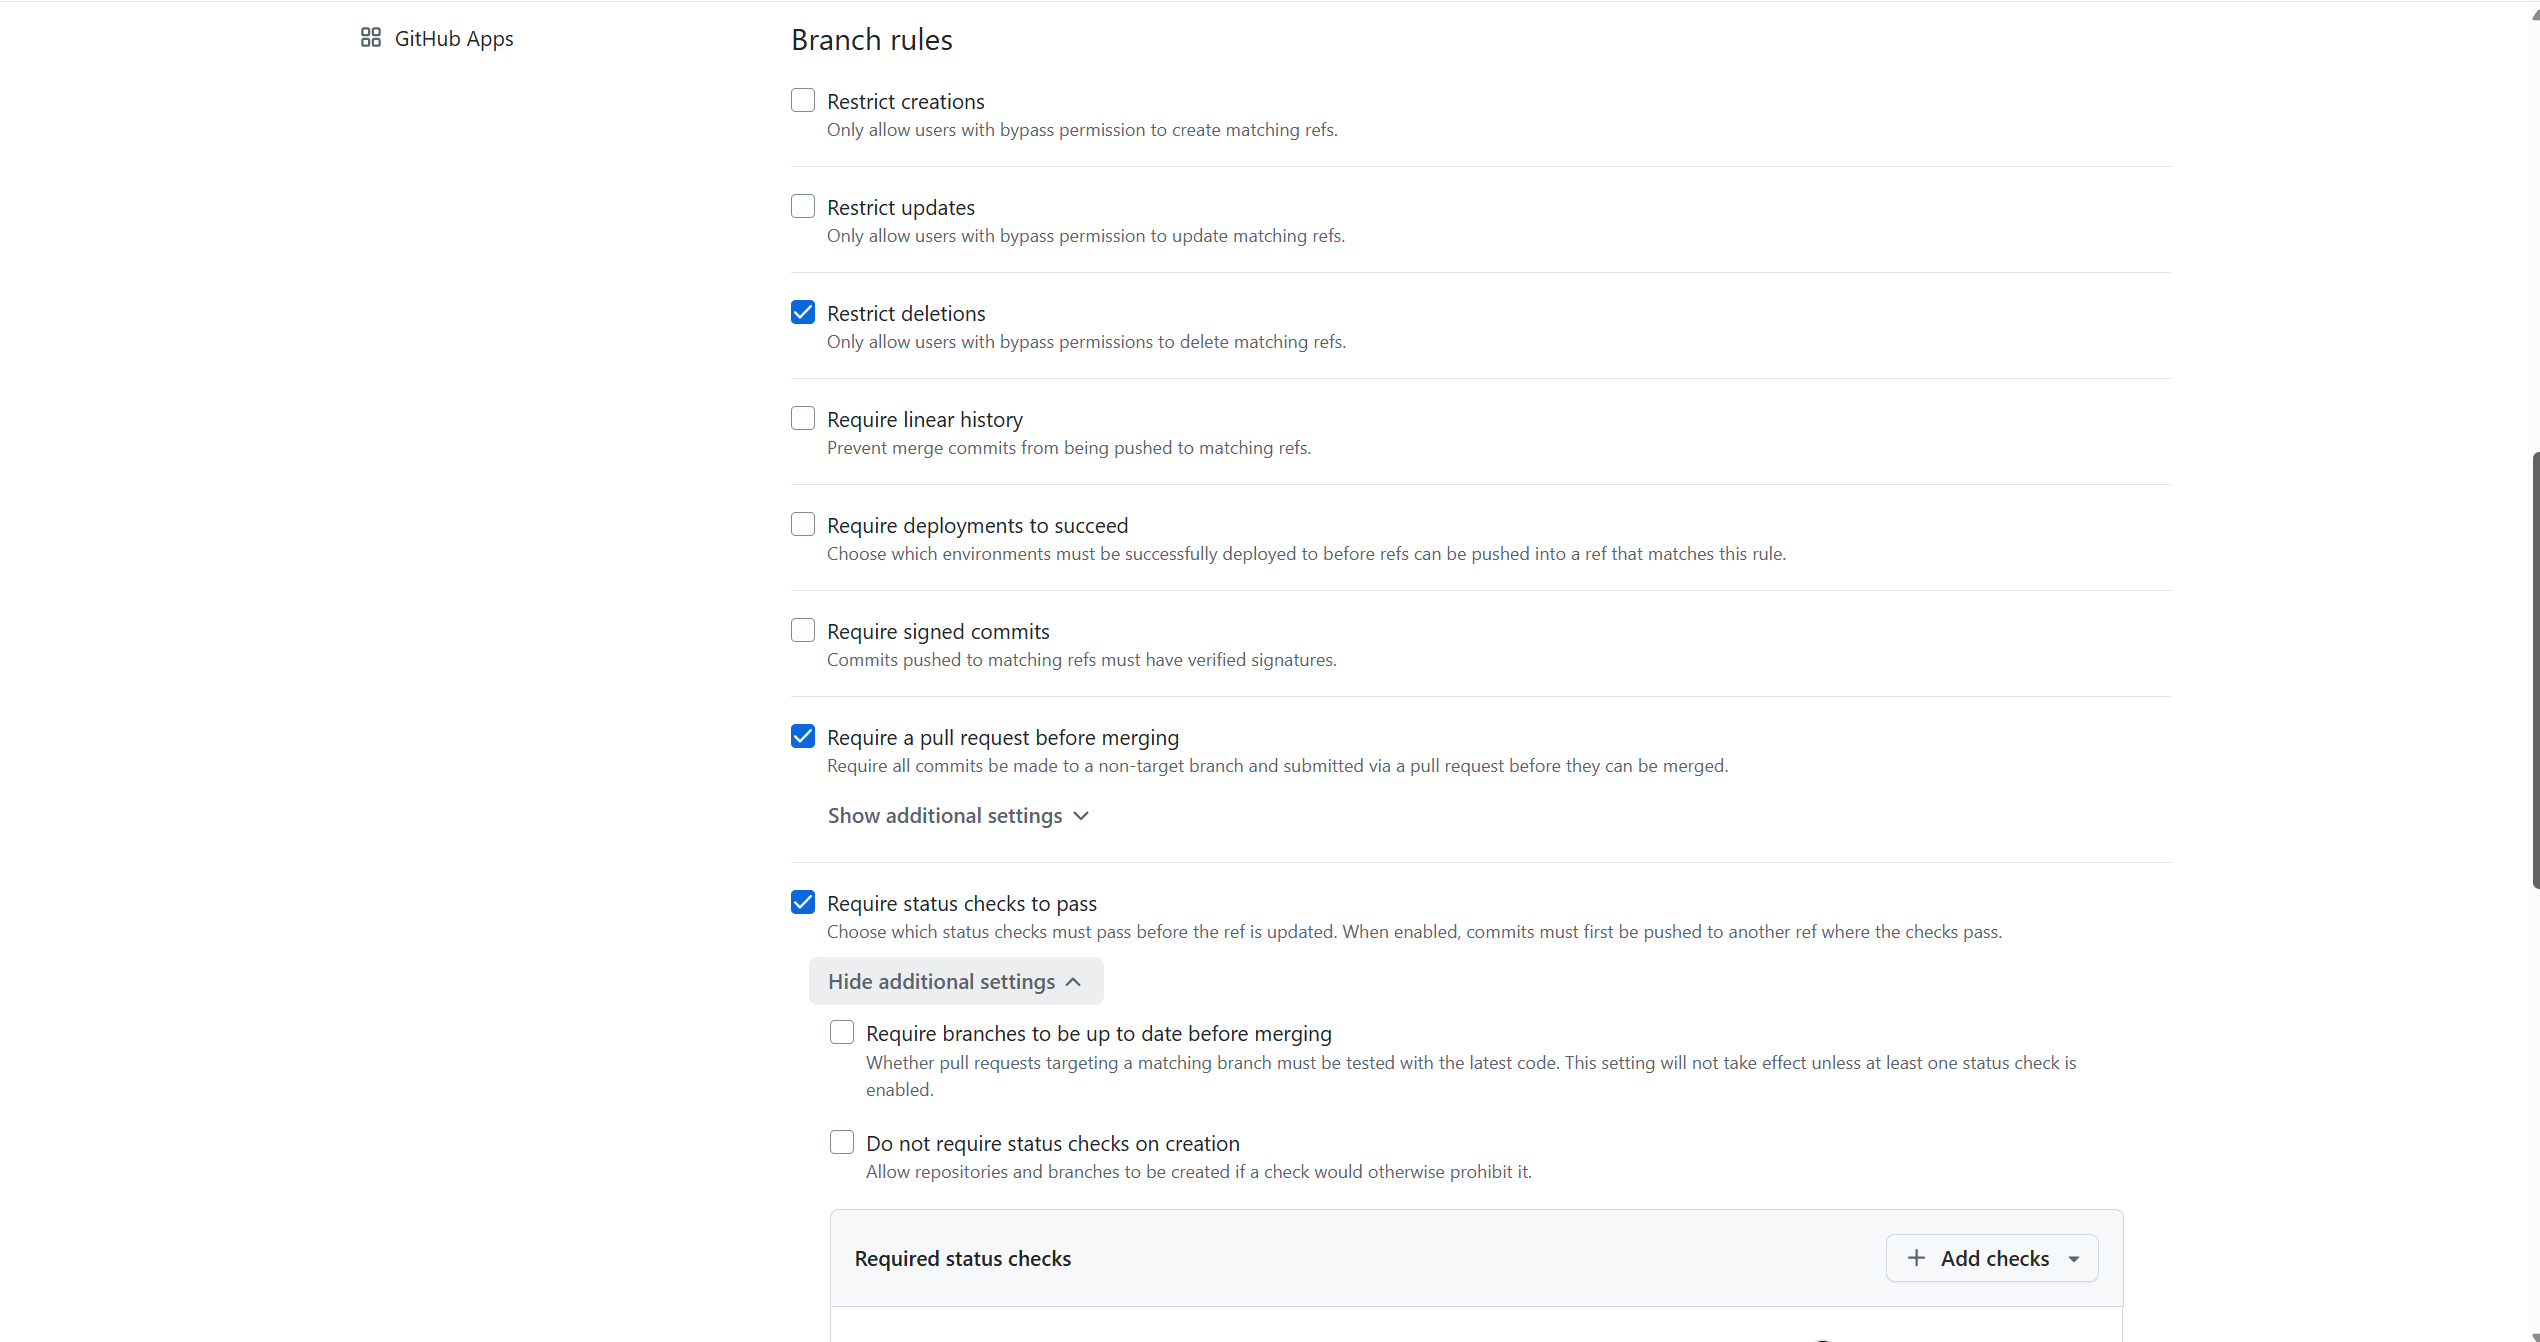 GitHub Apps
Branch rules
Restrict creations
Only allow users with bypass permission to create matching refs.
Restrict updates
Only allow users with bypass permission to update matching refs.
Restrict deletions
Only allow users with bypass permissions to delete matching refs.
Require linear history
Prevent merge commits from being pushed to matching refs.
Require deployments to succeed
Choose which environments must be successfully deployed to before refs can be pushed into a ref that matches this rule.
Require signed commits
Commits pushed to matching refs must have verified signatures.
Require a pull request before merging
Require all commits be made to a non-target branch and submitted via a pull request before they can be merged.
Show additional settings
Require status checks to pass
Choose which status checks must pass before the ref is updated. When enabled, commits must first be pushed to another ref where the checks pass.
Hide additional settings
Require branches to be up to date before merging
Whether pull requests targeting a matching branch must be tested with the latest code. This setting will not take effect unless at least one status check is
enabled.
Do not require status checks on creation
Allow repositories and branches to be created if a check would otherwise prohibit it.
Required status checks
Add checks